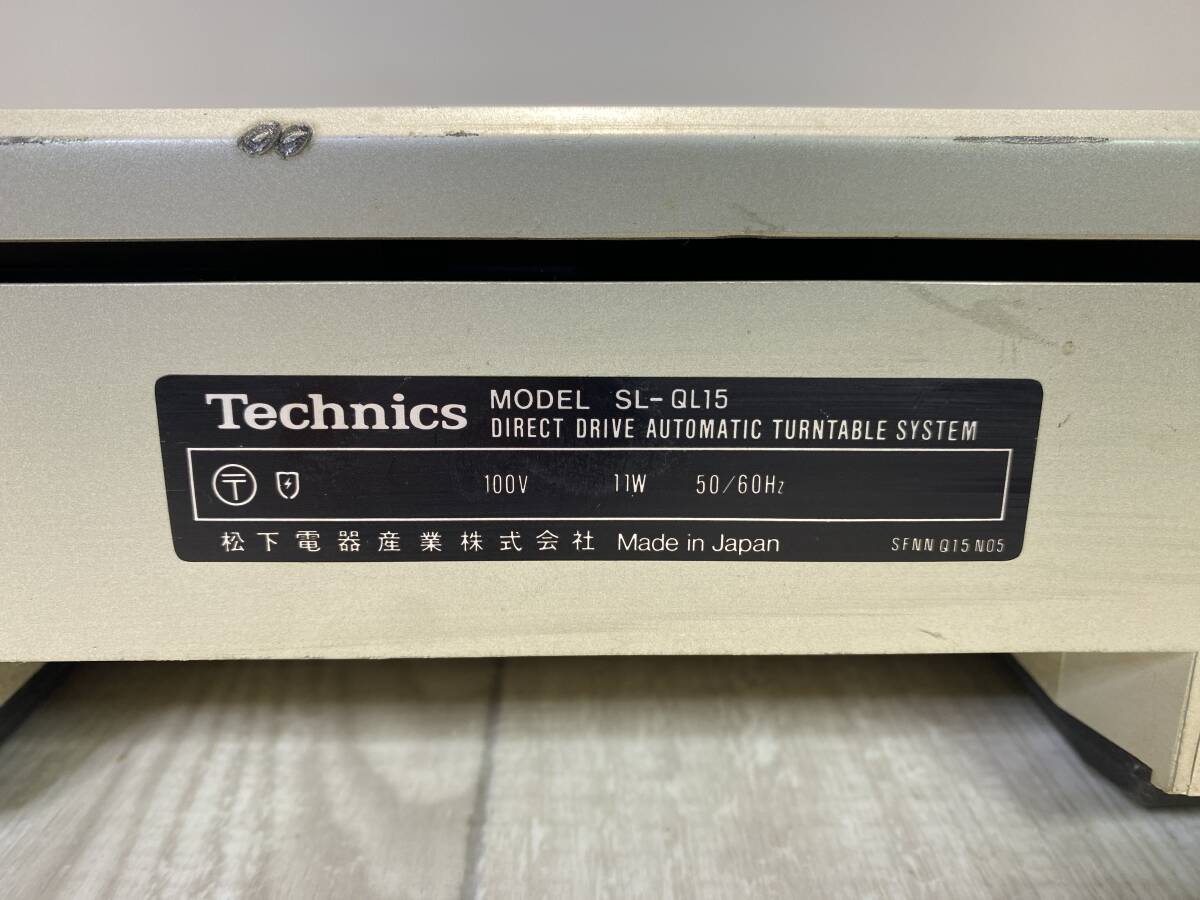 Technics MODEL SL-QL15
DIRECT DRIVE AUTOMATIC TURNTABLE SYSTEM
〒 100V 11W 50/60Hz
松下電器産業株式会社 Made in Japan SFNN Q15 N05